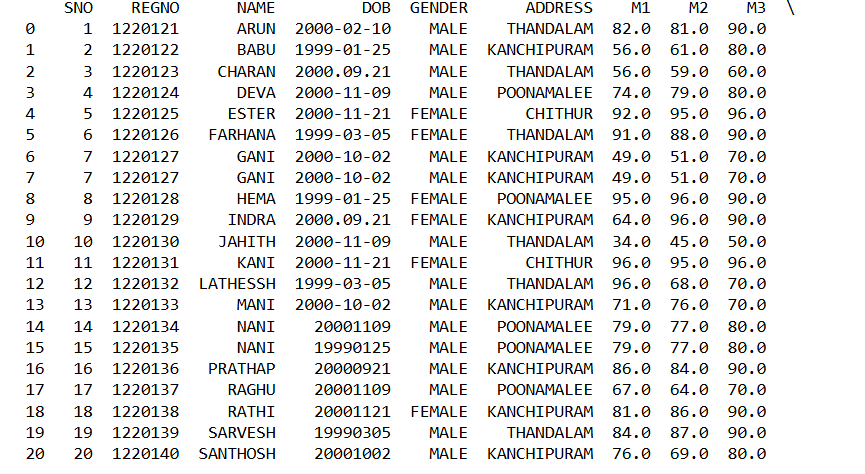 SNO REGNO NAME DOB GENDER ADDRESS M1 M2 M3 \
0 1 1220121 ARUN 2000-02-10 MALE THANDALAM 82.0 81.0 90.0
1 2 1220122 BABU 1999-01-25 MALE KANCHIPURAM 56.0 61.0 80.0
2 3 1220123 CHARAN 2000.09.21 MALE THANDALAM 56.0 59.0 60.0
3 4 1220124 DEVA 2000-11-09 MALE POONAMALEE 74.0 79.0 80.0
4 5 1220125 ESTER 2000-11-21 FEMALE CHITHUR 92.0 95.0 96.0
5 6 1220126 FARHANA 1999-03-05 FEMALE THANDALAM 91.0 88.0 90.0
6 7 1220127 GANI 2000-10-02 MALE KANCHIPURAM 49.0 51.0 70.0
7 7 1220127 GANI 2000-10-02 MALE KANCHIPURAM 49.0 51.0 70.0
8 8 1220128 HEMA 1999-01-25 FEMALE POONAMALEE 95.0 96.0 90.0
9 9 1220129 INDRA 2000.09.21 FEMALE KANCHIPURAM 64.0 96.0 90.0
10 10 1220130 JAHITH 2000-11-09 MALE THANDALAM 34.0 45.0 50.0
11 11 1220131 KANI 2000-11-21 FEMALE CHITHUR 96.0 95.0 96.0
12 12 1220132 LATHESSH 1999-03-05 MALE THANDALAM 96.0 68.0 70.0
13 13 1220133 MANI 2000-10-02 MALE KANCHIPURAM 71.0 76.0 70.0
14 14 1220134 NANI 20001109 MALE POONAMALEE 79.0 77.0 80.0
15 15 1220135 NANI 19990125 MALE POONAMALEE 79.0 77.0 80.0
16 16 1220136 PRATHAP 20000921 MALE KANCHIPURAM 86.0 84.0 90.0
17 17 1220137 RAGHU 20001109 MALE POONAMALEE 67.0 64.0 70.0
18 18 1220138 RATHI 20001121 FEMALE KANCHIPURAM 81.0 86.0 90.0
19 19 1220139 SARVESH 19990305 MALE THANDALAM 84.0 87.0 90.0
20 20 1220140 SANTHOSH 20001002 MALE KANCHIPURAM 76.0 69.0 80.0